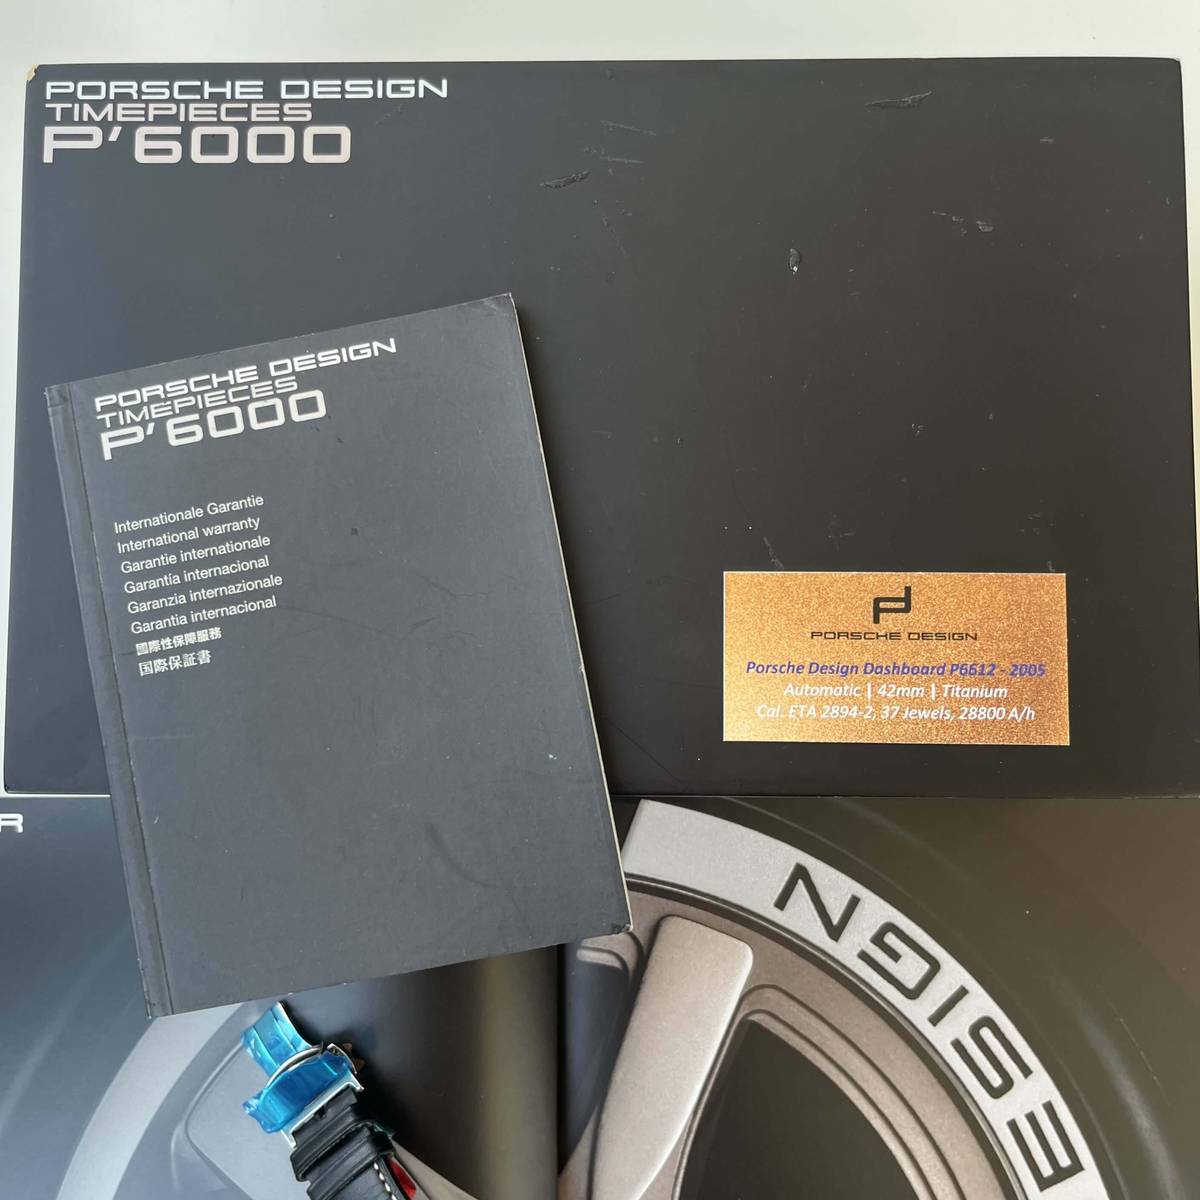 PORSCHE DESIGN
TIMEPIECES
P'6000
PORSCHE DESIGN
TIMEPIECES
P'6000
Internationale Garantie
International warranty
Garantie internationale
Garantía internacional
Garanzia internazionale
Garantia internacional
國際性保障服務
国際保証書
PORSCHE DESIGN
Porsche Design Dashboard P6612 - 2005
Automatic | 42mm | Titanium
Cal. ETA 2894-2, 37 Jewels, 28800 A/h
R
ESIGN